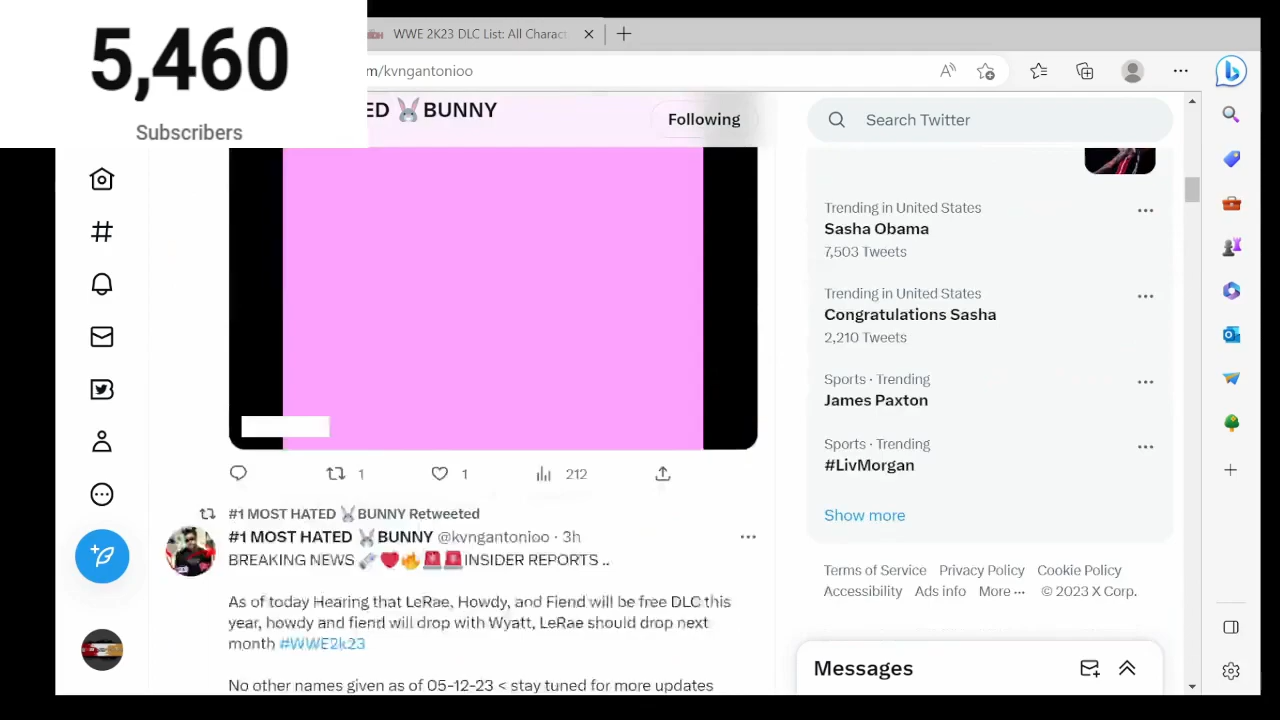 5,460
Subscribers
WWE 2K23 DLC List: All Charac
m/kvngantonioo
ED 🐰BUNNY
Following
Search Twitter
Trending in United States
Sasha Obama
7,503 Tweets
Trending in United States
Congratulations Sasha
2,210 Tweets
Sports · Trending
James Paxton
Sports · Trending
#LivMorgan
Show more
1
1
212
#1 MOST HATED 🐰BUNNY Retweeted
#1 MOST HATED 🐰BUNNY @kvngantonioo · 3h
BREAKING NEWS 🗞️❤️🔥🚨🚨INSIDER REPORTS ..
As of today Hearing that LeRae, Howdy, and Fiend will be free DLC this
year, howdy and fiend will drop with Wyatt, LeRae should drop next
month #WWE2k23
No other names given as of 05-12-23 < stay tuned for more updates
Terms of Service Privacy Policy Cookie Policy
Accessibility Ads info More ··· © 2023 X Corp.
Messages